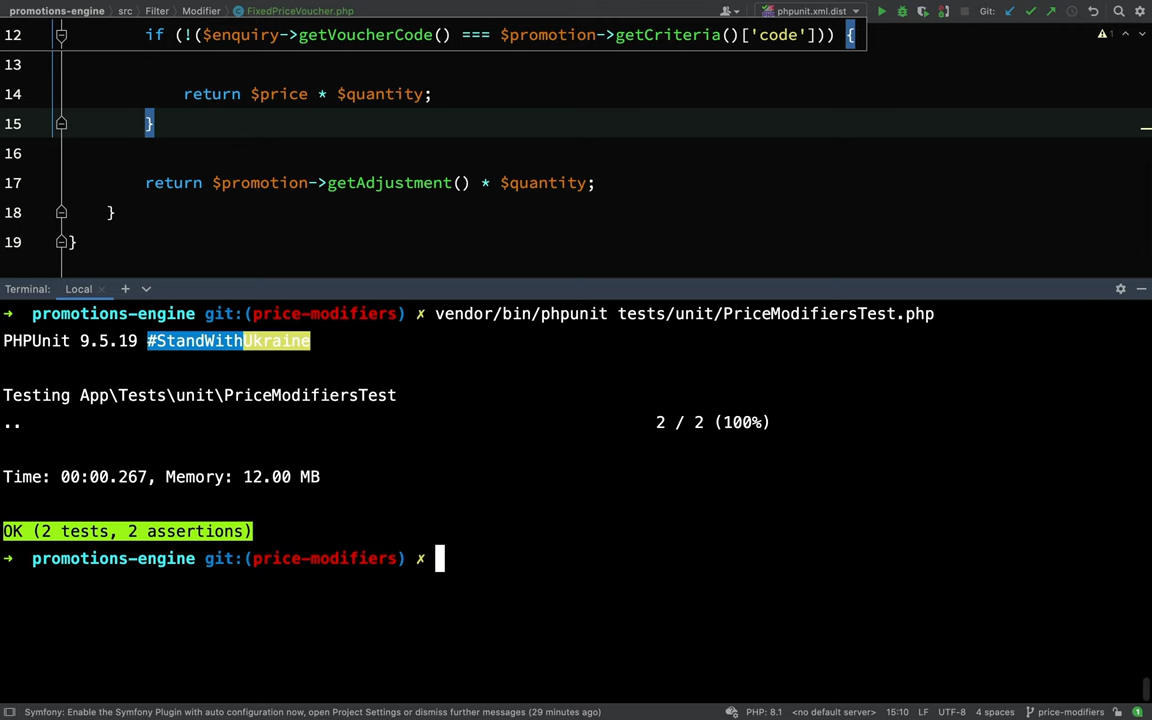 promotions-engine src Filter Modifier FixedPriceVoucher.php phpunit.xml.dist Git:
12 if (!($enquiry->getVoucherCode() === $promotion->getCriteria()['code'])) { 1
13
14 return $price * $quantity;
15 }
16
17 return $promotion->getAdjustment() * $quantity;
18 }
19 }
Terminal: Local × +
→ promotions-engine git:(price-modifiers) ✗ vendor/bin/phpunit tests/unit/PriceModifiersTest.php
PHPUnit 9.5.19 #StandWithUkraine
Testing App\Tests\unit\PriceModifiersTest
.. 2 / 2 (100%)
Time: 00:00.267, Memory: 12.00 MB
OK (2 tests, 2 assertions)
→ promotions-engine git:(price-modifiers) ✗
Symfony: Enable the Symfony Plugin with auto configuration now, open Project Settings or dismiss further messages (29 minutes ago) PHP: 8.1 <no default server> 15:10 LF UTF-8 4 spaces price-modifiers 1